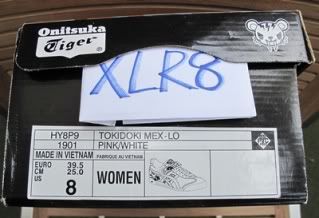 Onitsuka
Tiger
XLR8
HY8P9 TOKIDOKI MEX-LO
1901 PINK/WHITE
MADE IN VIETNAM FABRIQUE AU VIETNAM
EURO 39.5
CM 25.0
US 8
WOMEN